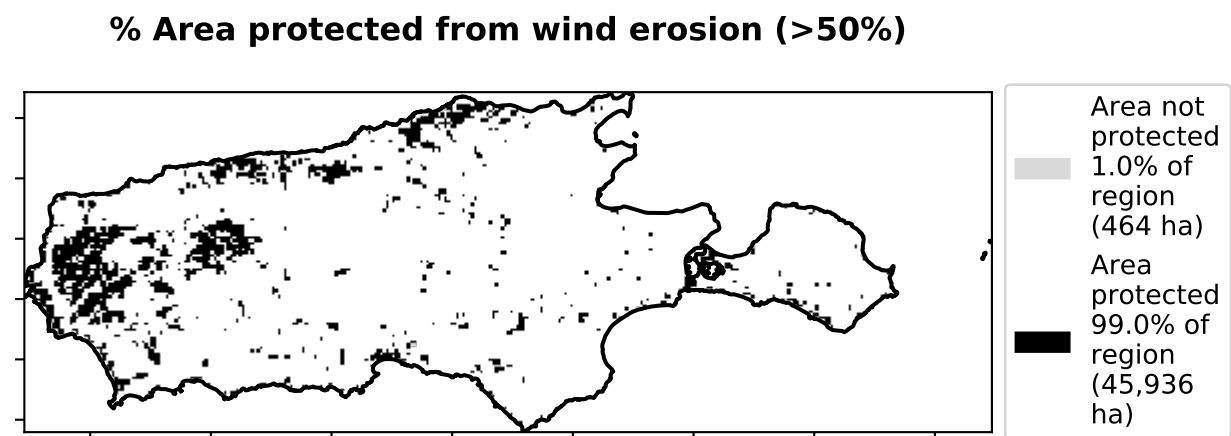 % Area protected from wind erosion (>50%)
Area not
protected
1.0% of
region
(464 ha)
Area
protected
99.0% of
region
(45,936
ha)